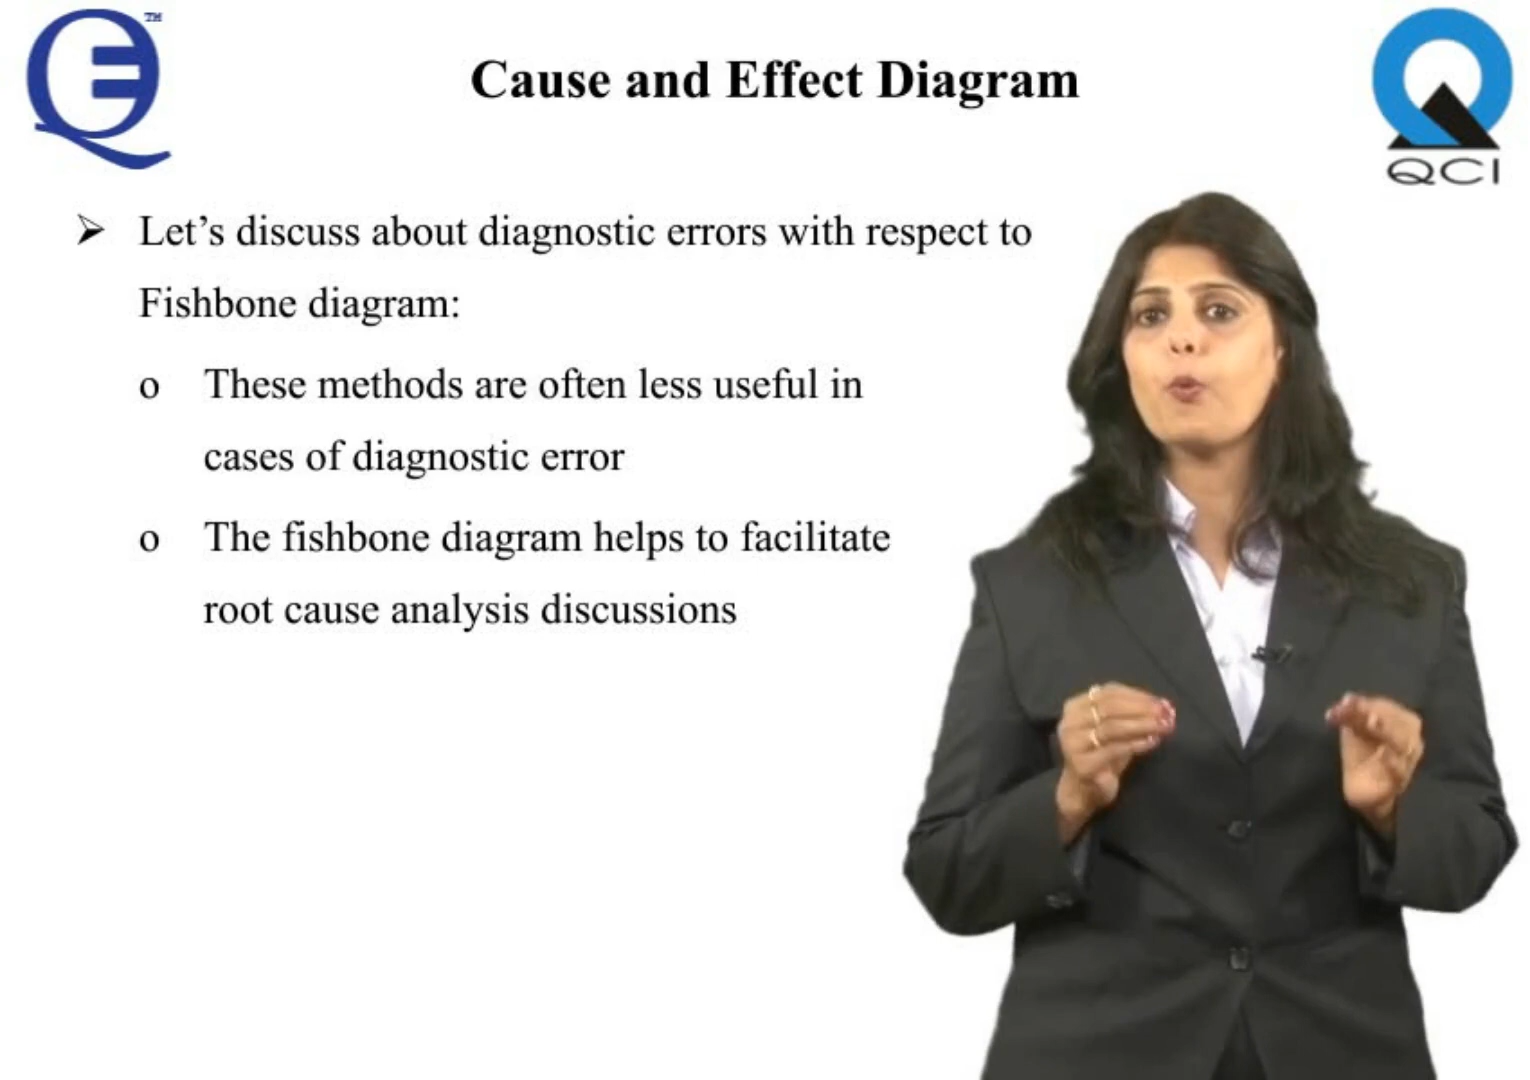 TM
Cause and Effect Diagram
QCI
➢ Let’s discuss about diagnostic errors with respect to
Fishbone diagram:
o These methods are often less useful in
cases of diagnostic error
o The fishbone diagram helps to facilitate
root cause analysis discussions